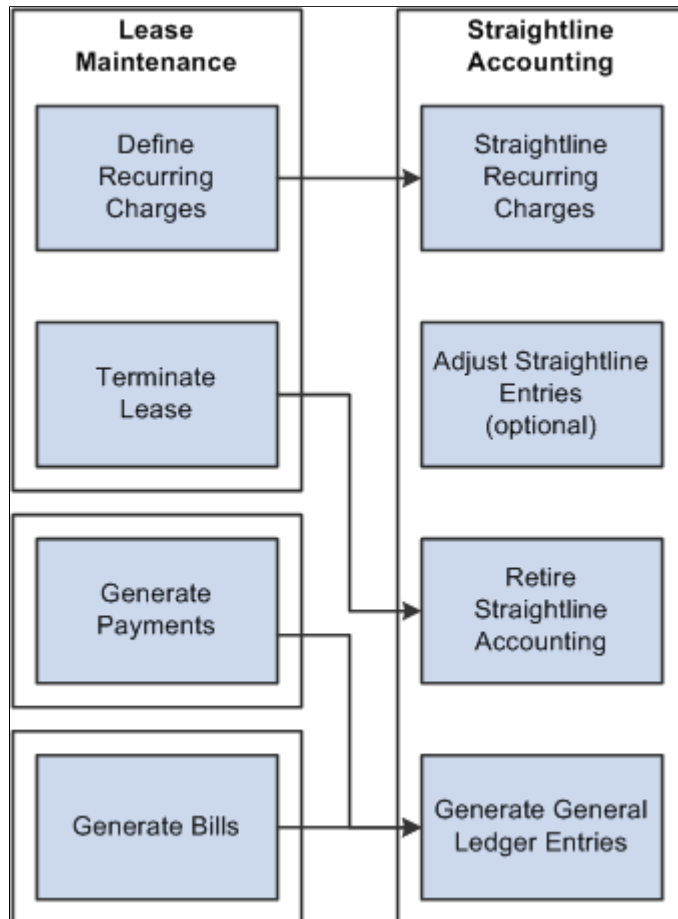 Lease
Maintenance
Define
Recurring
Charges
Terminate
Lease
Generate
Payments
Generate Bills
Straightline
Accounting
Straightline
Recurring
Charges
Adjust Straightline
Entries
(optional)
Retire
Straightline
Accounting
Generate General
Ledger Entries